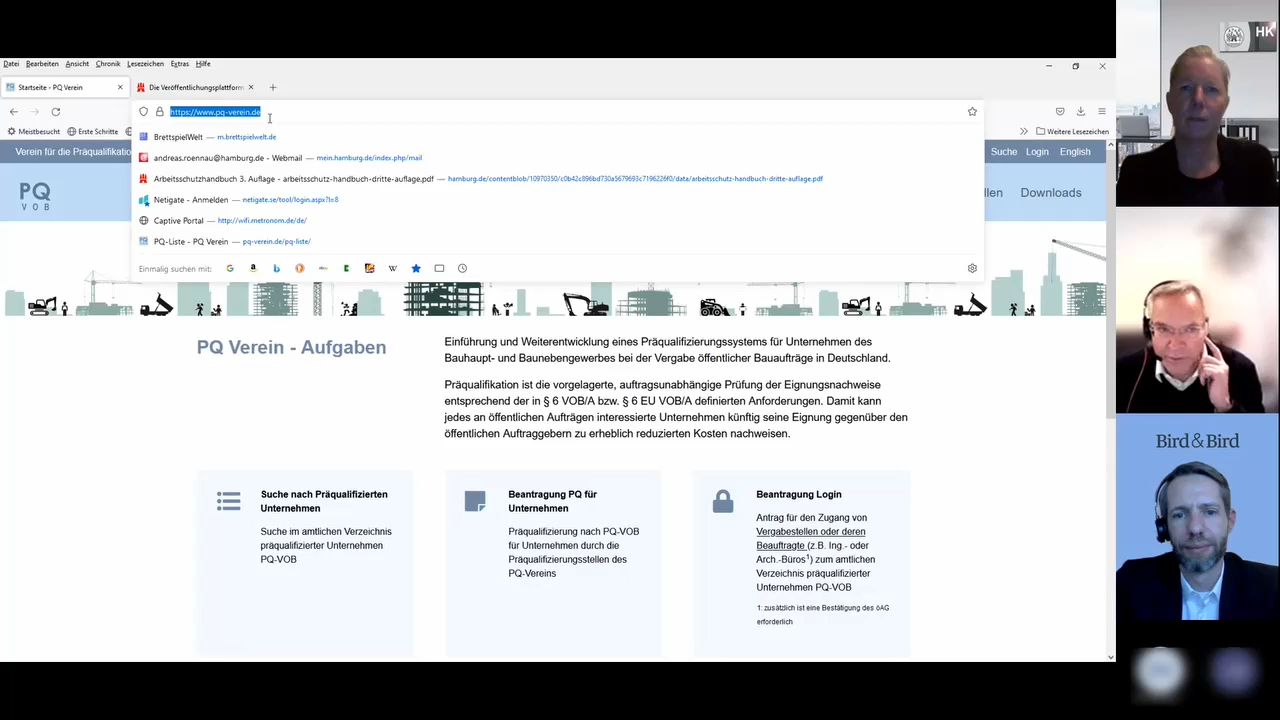 HK
Datei Bearbeiten Ansicht Chronik Lesezeichen Extras Hilfe
Startseite - PQ Verein
Die Veröffentlichungsplattform
https://www.pq-verein.de
Meistbesucht Erste Schritte
Weitere Lesezeichen
BrettspielWelt — m.brettspielwelt.de
andreas.roennau@hamburg.de - Webmail — mein.hamburg.de/index.php/mail
Arbeitsschutzhandbuch 3. Auflage - arbeitsschutz-handbuch-dritte-auflage.pdf — hamburg.de/contentblob/10970350/c0b42c896bd730a5679693c7196226f0/data/arbeitsschutz-handbuch-dritte-auflage.pdf
Netigate - Anmelden — netigate.se/tool/login.aspx?l=8
Captive Portal — http://wifi.metronom.de/de/
PQ-Liste - PQ Verein — pq-verein.de/pq-liste/
Einmalig suchen mit:
Verein für die Präqualifikatio
Suche Login English
PQ
VOB
llen Downloads
PQ Verein - Aufgaben
Einführung und Weiterentwicklung eines Präqualifizierungssystems für Unternehmen des
Bauhaupt- und Baunebengewerbes bei der Vergabe öffentlicher Bauaufträge in Deutschland.
Präqualifikation ist die vorgelagerte, auftragsunabhängige Prüfung der Eignungsnachweise
entsprechend der in § 6 VOB/A bzw. § 6 EU VOB/A definierten Anforderungen. Damit kann
jedes an öffentlichen Aufträgen interessierte Unternehmen künftig seine Eignung gegenüber den
öffentlichen Auftraggebern zu erheblich reduzierten Kosten nachweisen.
Suche nach Präqualifizierten
Unternehmen
Suche im amtlichen Verzeichnis
präqualifizierter Unternehmen
PQ-VOB
Beantragung PQ für
Unternehmen
Präqualifizierung nach PQ-VOB
für Unternehmen durch die
Präqualifizierungsstellen des
PQ-Vereins
Beantragung Login
Antrag für den Zugang von
Vergabestellen oder deren
Beauftragte (z.B. Ing.- oder
Arch.-Büros¹) zum amtlichen
Verzeichnis präqualifizierter
Unternehmen PQ-VOB
1: zusätzlich ist eine Bestätigung des öAG
erforderlich
Bird & Bird